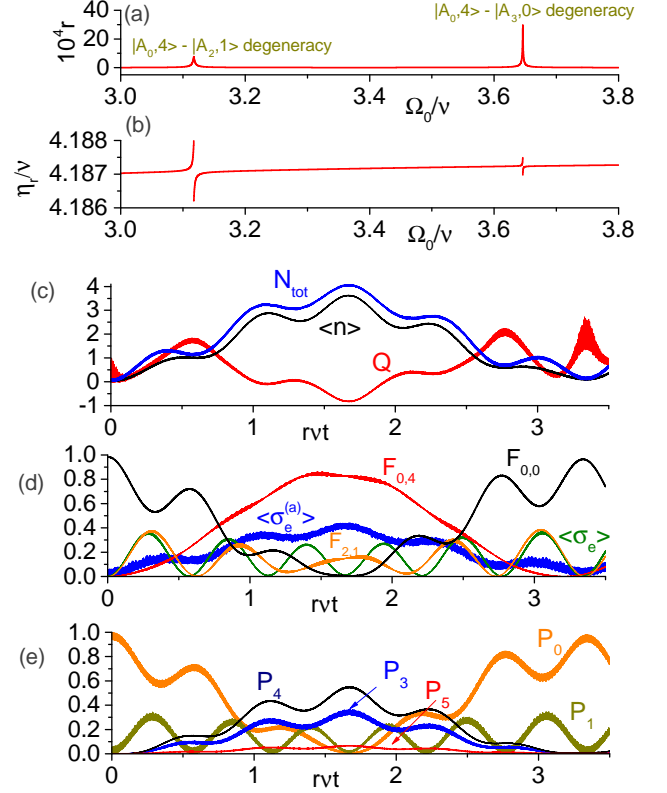 (a)
|A0,4> - |A3,0> degeneracy
|A0,4> - |A2,1> degeneracy
10⁴r
40
20
0
3.0 3.2 3.4 3.6 3.8
Ω0/ν
(b)
ηr/ν
4.188
4.187
4.186
3.0 3.2 3.4 3.6 3.8
Ω0/ν
(c)
4
3
2
1
0
-1
Ntot
<n>
Q
0 1 2 3
rνt
(d)
1.0
0.8
0.6
0.4
0.2
0.0
F0,4
F0,0
<σe(a)>
F2,1
<σe>
0 1 2 3
rνt
(e)
1.0
0.8
0.6
0.4
0.2
0.0
P4
P3
P5
P0
P1
0 1 2 3
rνt